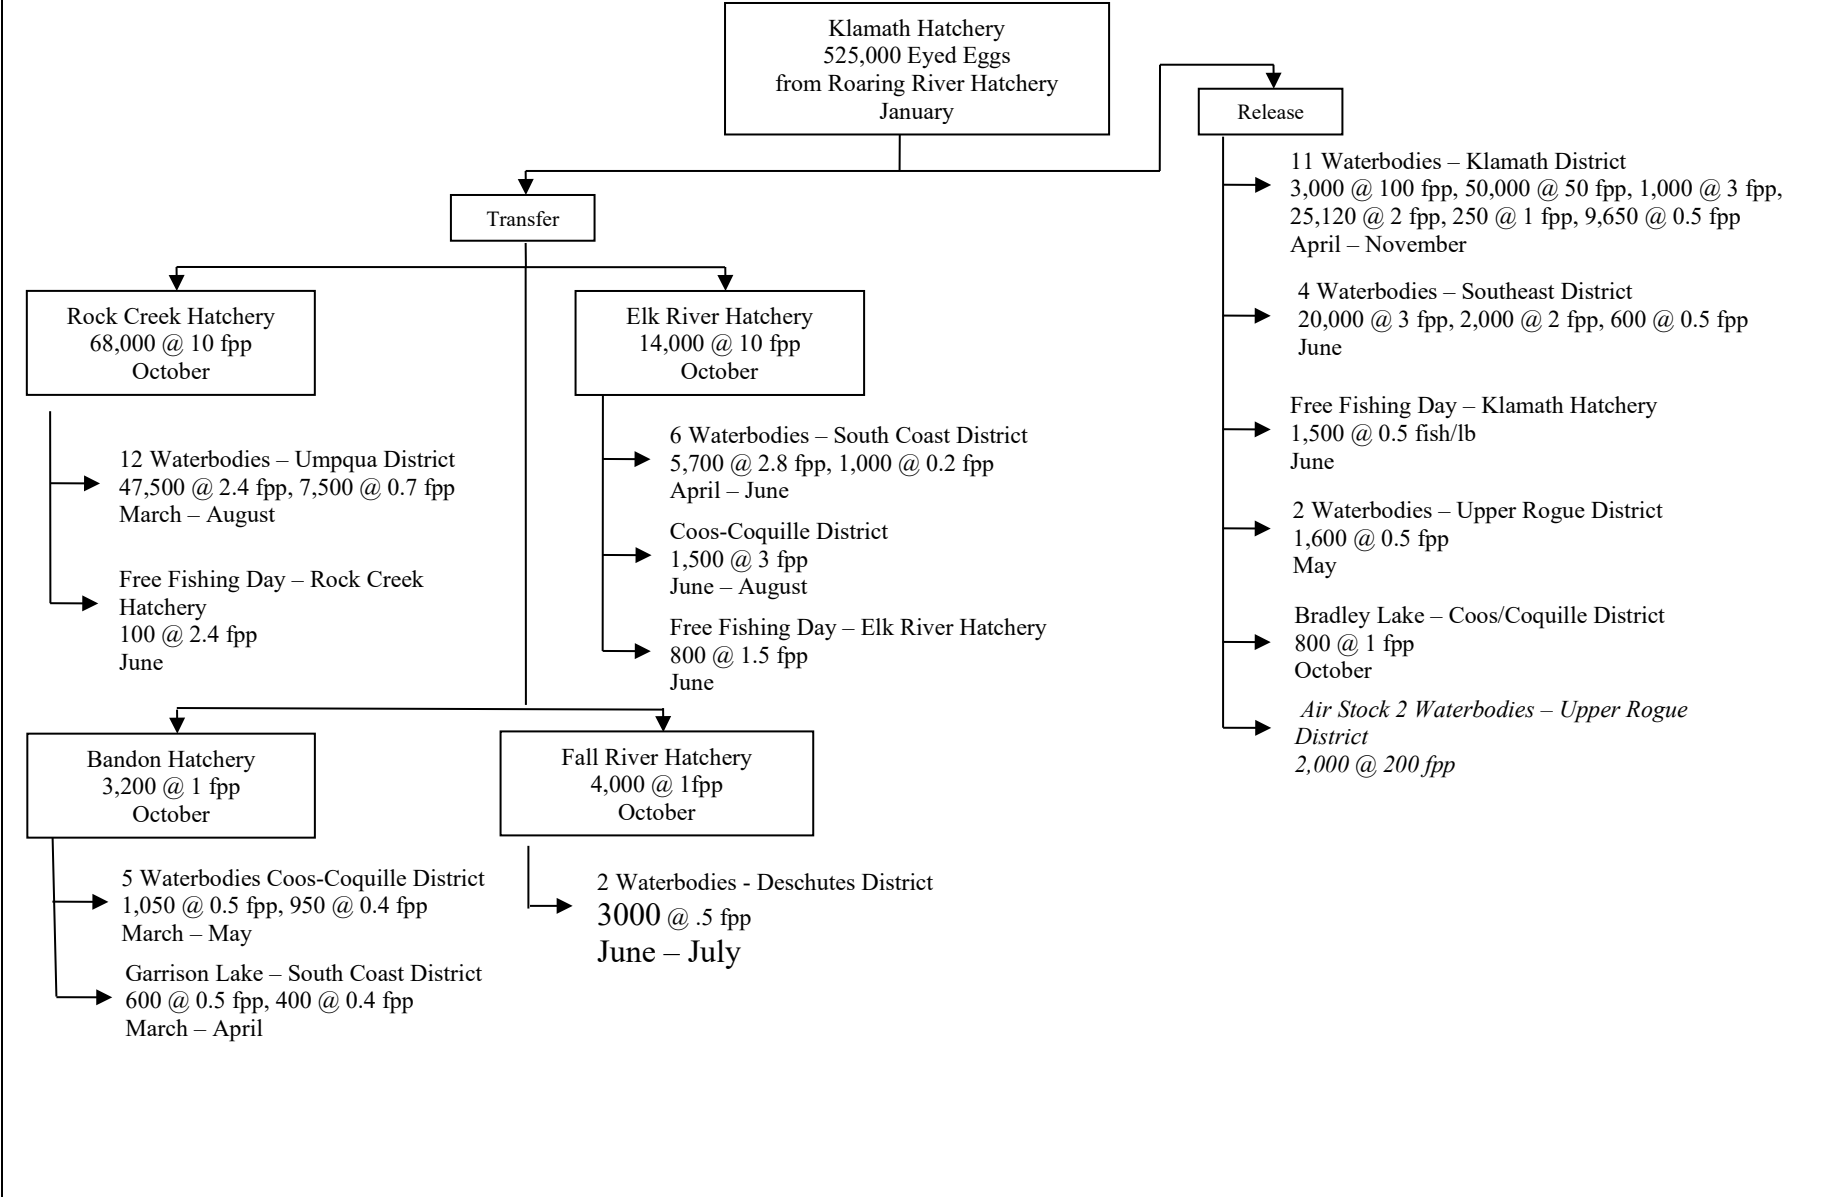 Klamath Hatchery
525,000 Eyed Eggs
from Roaring River Hatchery
January
Release
11 Waterbodies – Klamath District
3,000 @ 100 fpp, 50,000 @ 50 fpp, 1,000 @ 3 fpp,
25,120 @ 2 fpp, 250 @ 1 fpp, 9,650 @ 0.5 fpp
April – November
4 Waterbodies – Southeast District
20,000 @ 3 fpp, 2,000 @ 2 fpp, 600 @ 0.5 fpp
June
Free Fishing Day – Klamath Hatchery
1,500 @ 0.5 fish/lb
June
2 Waterbodies – Upper Rogue District
1,600 @ 0.5 fpp
May
Bradley Lake – Coos/Coquille District
800 @ 1 fpp
October
Air Stock 2 Waterbodies – Upper Rogue
District
2,000 @ 200 fpp
Transfer
Rock Creek Hatchery
68,000 @ 10 fpp
October
12 Waterbodies – Umpqua District
47,500 @ 2.4 fpp, 7,500 @ 0.7 fpp
March – August
Free Fishing Day – Rock Creek
Hatchery
100 @ 2.4 fpp
June
Elk River Hatchery
14,000 @ 10 fpp
October
6 Waterbodies – South Coast District
5,700 @ 2.8 fpp, 1,000 @ 0.2 fpp
April – June
Coos-Coquille District
1,500 @ 3 fpp
June – August
Free Fishing Day – Elk River Hatchery
800 @ 1.5 fpp
June
Bandon Hatchery
3,200 @ 1 fpp
October
5 Waterbodies Coos-Coquille District
1,050 @ 0.5 fpp, 950 @ 0.4 fpp
March – May
Garrison Lake – South Coast District
600 @ 0.5 fpp, 400 @ 0.4 fpp
March – April
Fall River Hatchery
4,000 @ 1fpp
October
2 Waterbodies - Deschutes District
3000 @ .5 fpp
June – July